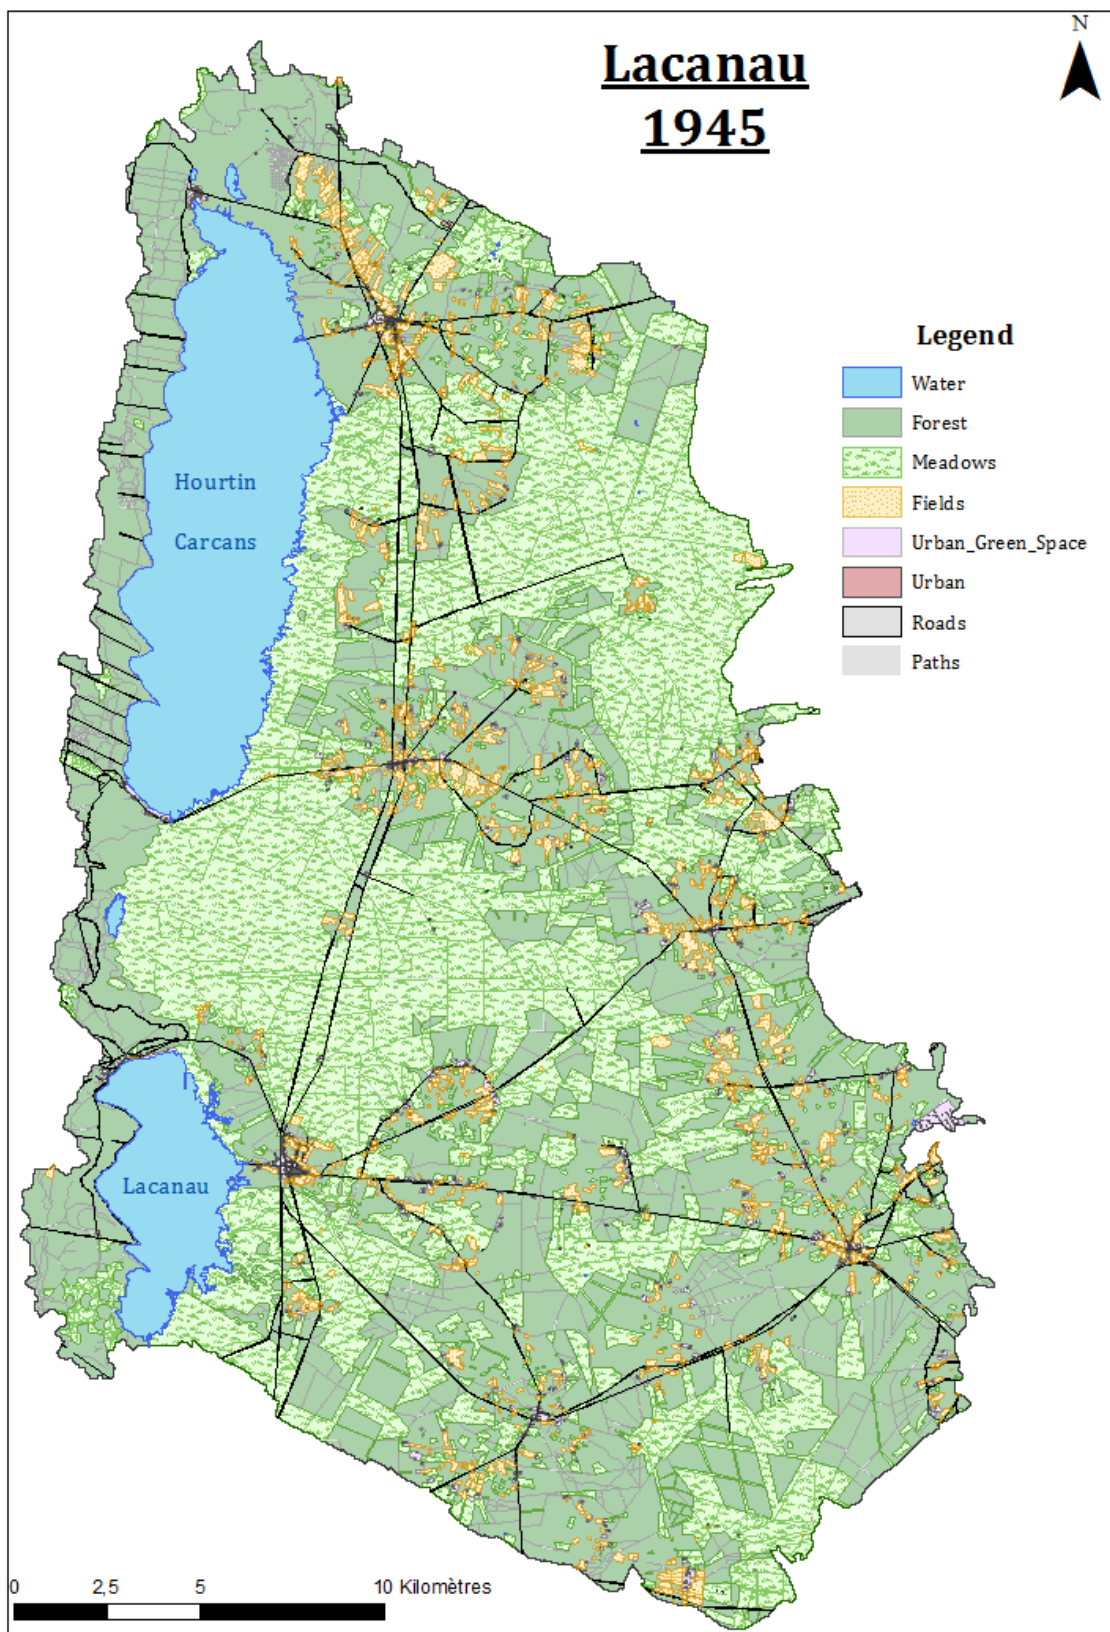 Lacanau
1945
N
Legend
Water
Forest
Meadows
Fields
Urban_Green_Space
Urban
Roads
Paths
Hourtin
Carcans
Lacanau
0 2,5 5 10 Kilomètres